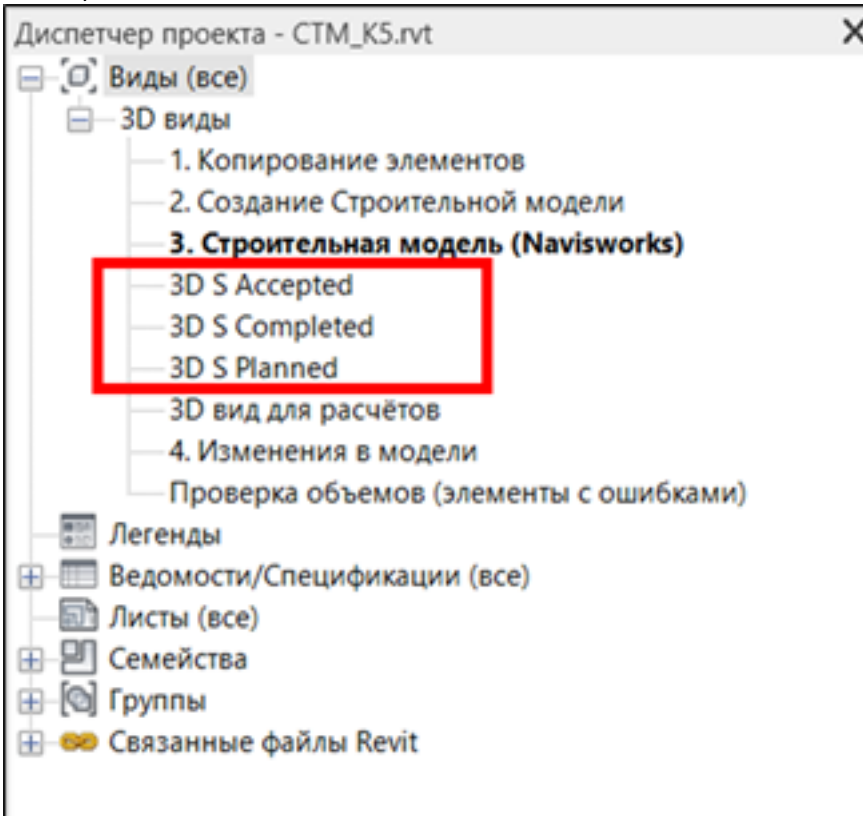 Диспетчер проекта - CTM_K5.rvt
Виды (все)
3D виды
1. Копирование элементов
2. Создание Строительной модели
3. Строительная модель (Navisworks)
3D S Accepted
3D S Completed
3D S Planned
3D вид для расчётов
4. Изменения в модели
Проверка объемов (элементы с ошибками)
Легенды
Ведомости/Спецификации (все)
Листы (все)
Семейства
Группы
Связанные файлы Revit